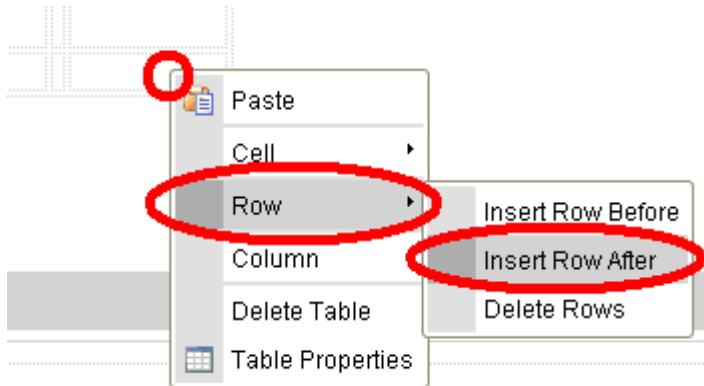 Paste
Cell
Row
Insert Row Before
Column
Insert Row After
Delete Table
Delete Rows
Table Properties